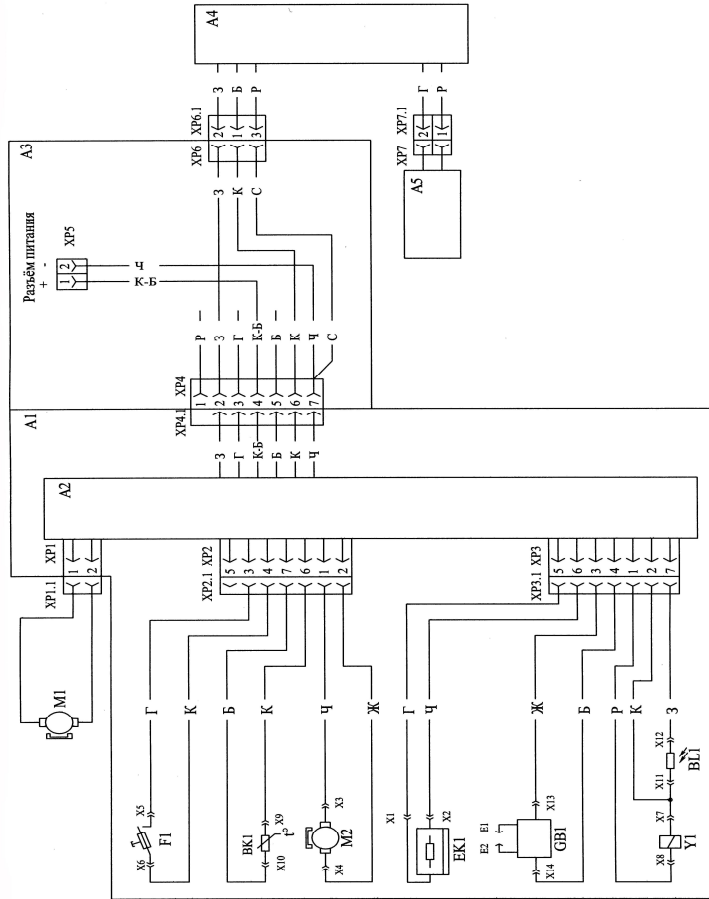 A4
З
Б
Р
Г
Р
XP6.1
2
1
3
XP6
XP7.1
2
1
XP7
A3
A5
З
К
С
Разъём питания
+ -
1 2
XP5
Ч
К-Б
Р
З
Г
К-Б
Б
К
Ч
С
XP4
1
2
3
4
5
6
7
XP4.1
A1
З
Г
К-Б
Б
К
Ч
A2
XP1
1
2
XP1.1
XP2
5
3
4
7
6
1
2
XP2.1
XP3
5
6
3
4
1
2
7
XP3.1
M1
Г
К
Б
К
Ч
Ж
Г
Ч
Ж
Б
Р
К
З
X5
F1
X6
X9
BK1
t°
X10
X3
M2
X4
X1
X2
EK1
E1
E2
X13
GB1
X14
X12
BL1
X11
X7
Y1
X8